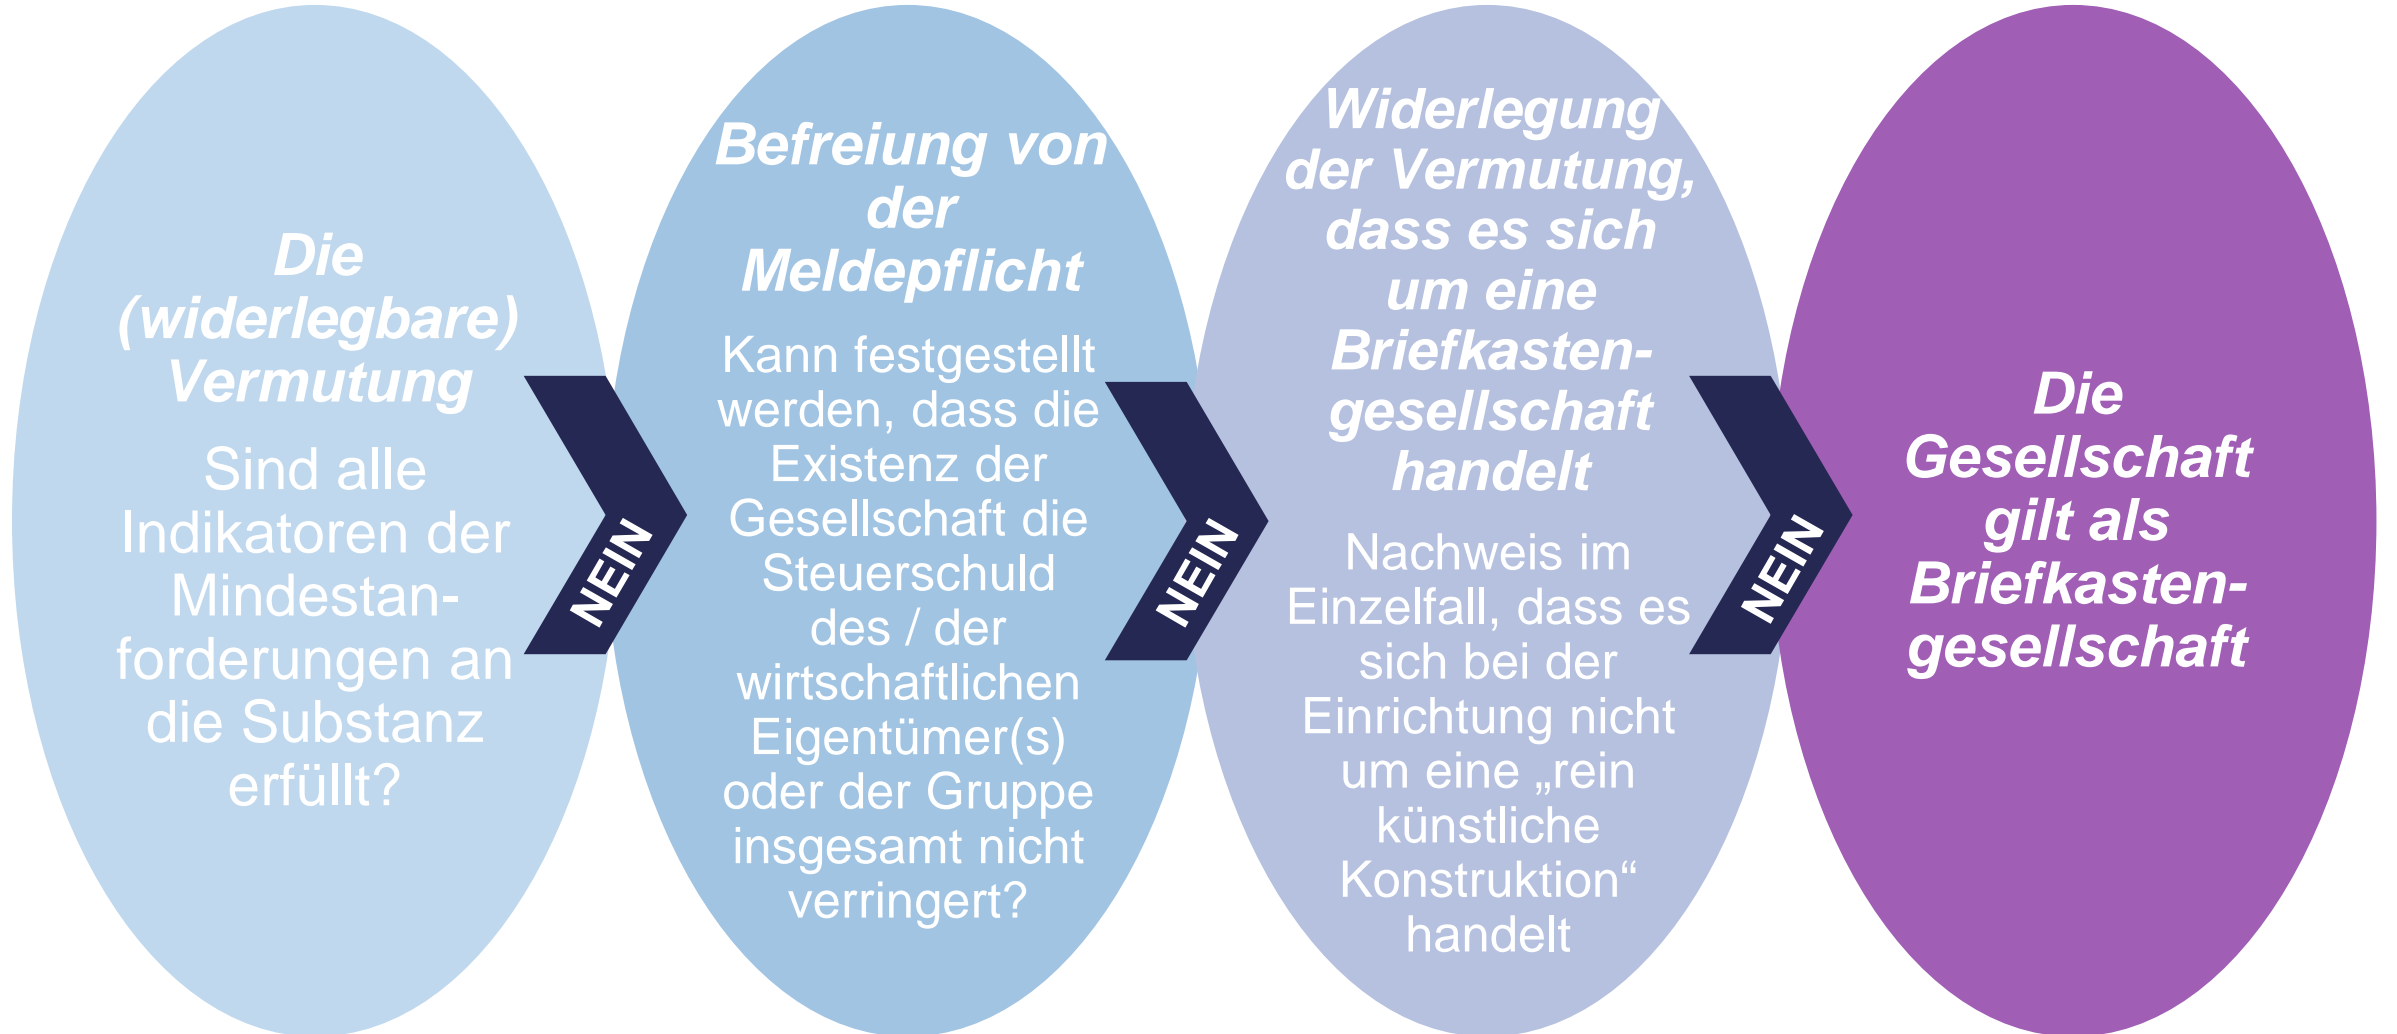 Die
(widerlegbare)
Vermutung
Sind alle
Indikatoren der
Mindestan-
forderungen an
die Substanz
erfüllt?
NEIN
Befreiung von
der
Meldepflicht
Kann festgestellt
werden, dass die
Existenz der
Gesellschaft die
Steuerschuld
des / der
wirtschaftlichen
Eigentümer(s)
oder der Gruppe
insgesamt nicht
verringert?
NEIN
Widerlegung
der Vermutung,
dass es sich
um eine
Briefkasten-
gesellschaft
handelt
Nachweis im
Einzelfall, dass es
sich bei der
Einrichtung nicht
um eine „rein
künstliche
Konstruktion“
handelt
NEIN
Die
Gesellschaft
gilt als
Briefkasten-
gesellschaft